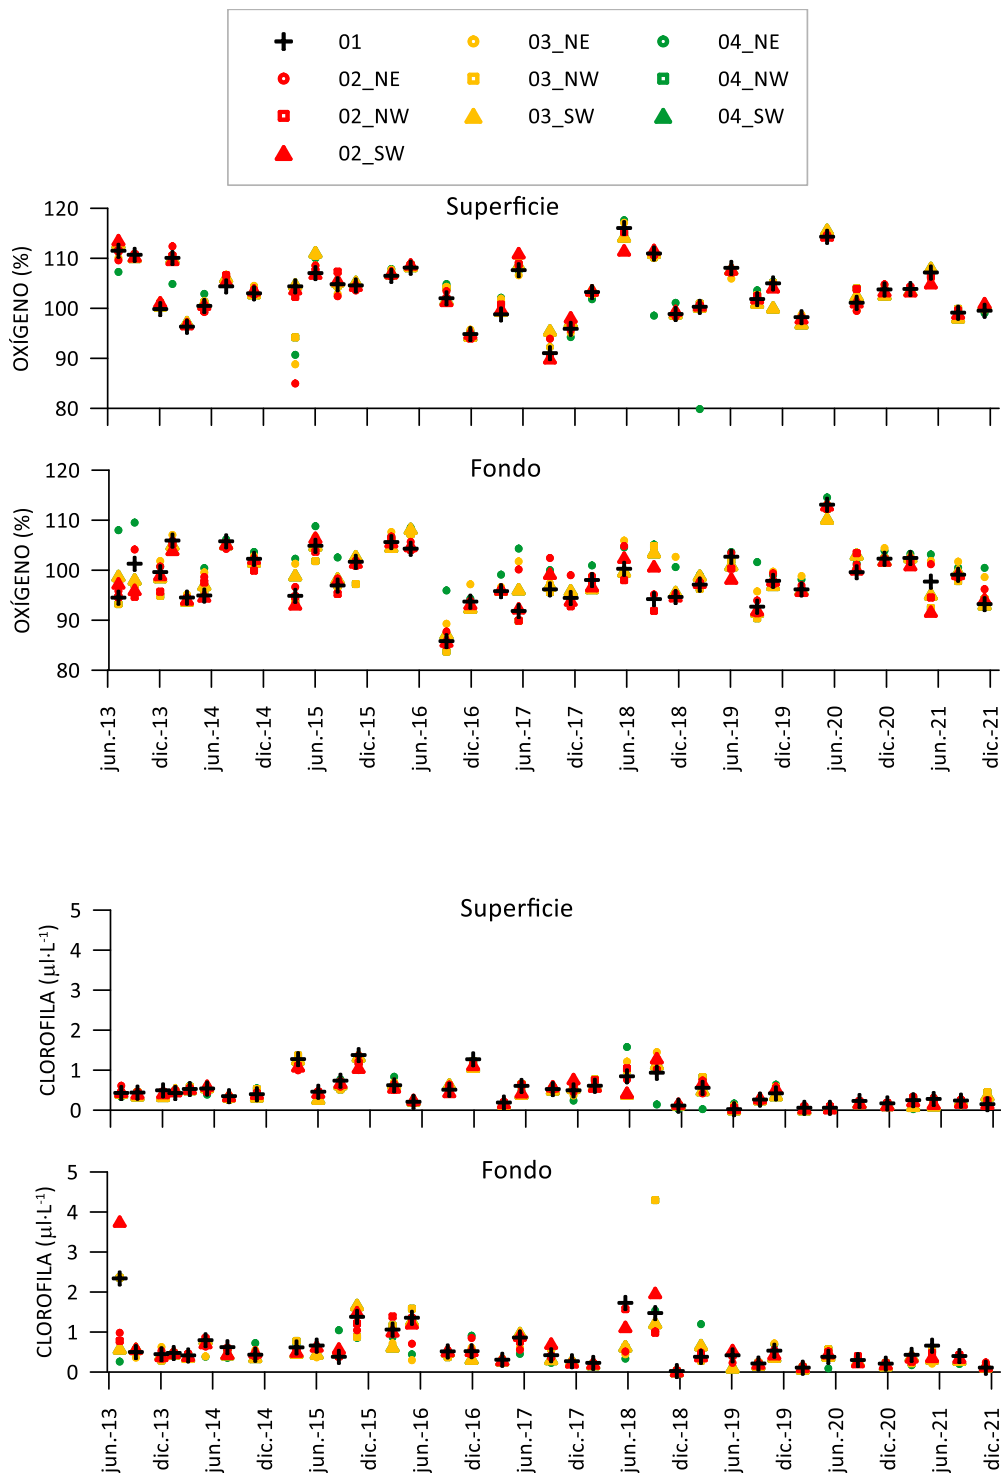 01 03_NE 04_NE
02_NE 03_NW 04_NW
02_NW 03_SW 04_SW
02_SW
Superficie
OXÍGENO (%)
120
110
100
90
80
Fondo
OXÍGENO (%)
120
110
100
90
80
jun.-13 dic.-13 jun.-14 dic.-14 jun.-15 dic.-15 jun.-16 dic.-16 jun.-17 dic.-17 jun.-18 dic.-18 jun.-19 dic.-19 jun.-20 dic.-20 jun.-21 dic.-21
Superficie
CLOROFILA (µl·L⁻¹)
5
4
3
2
1
0
Fondo
CLOROFILA (µl·L⁻¹)
5
4
3
2
1
0
jun.-13 dic.-13 jun.-14 dic.-14 jun.-15 dic.-15 jun.-16 dic.-16 jun.-17 dic.-17 jun.-18 dic.-18 jun.-19 dic.-19 jun.-20 dic.-20 jun.-21 dic.-21